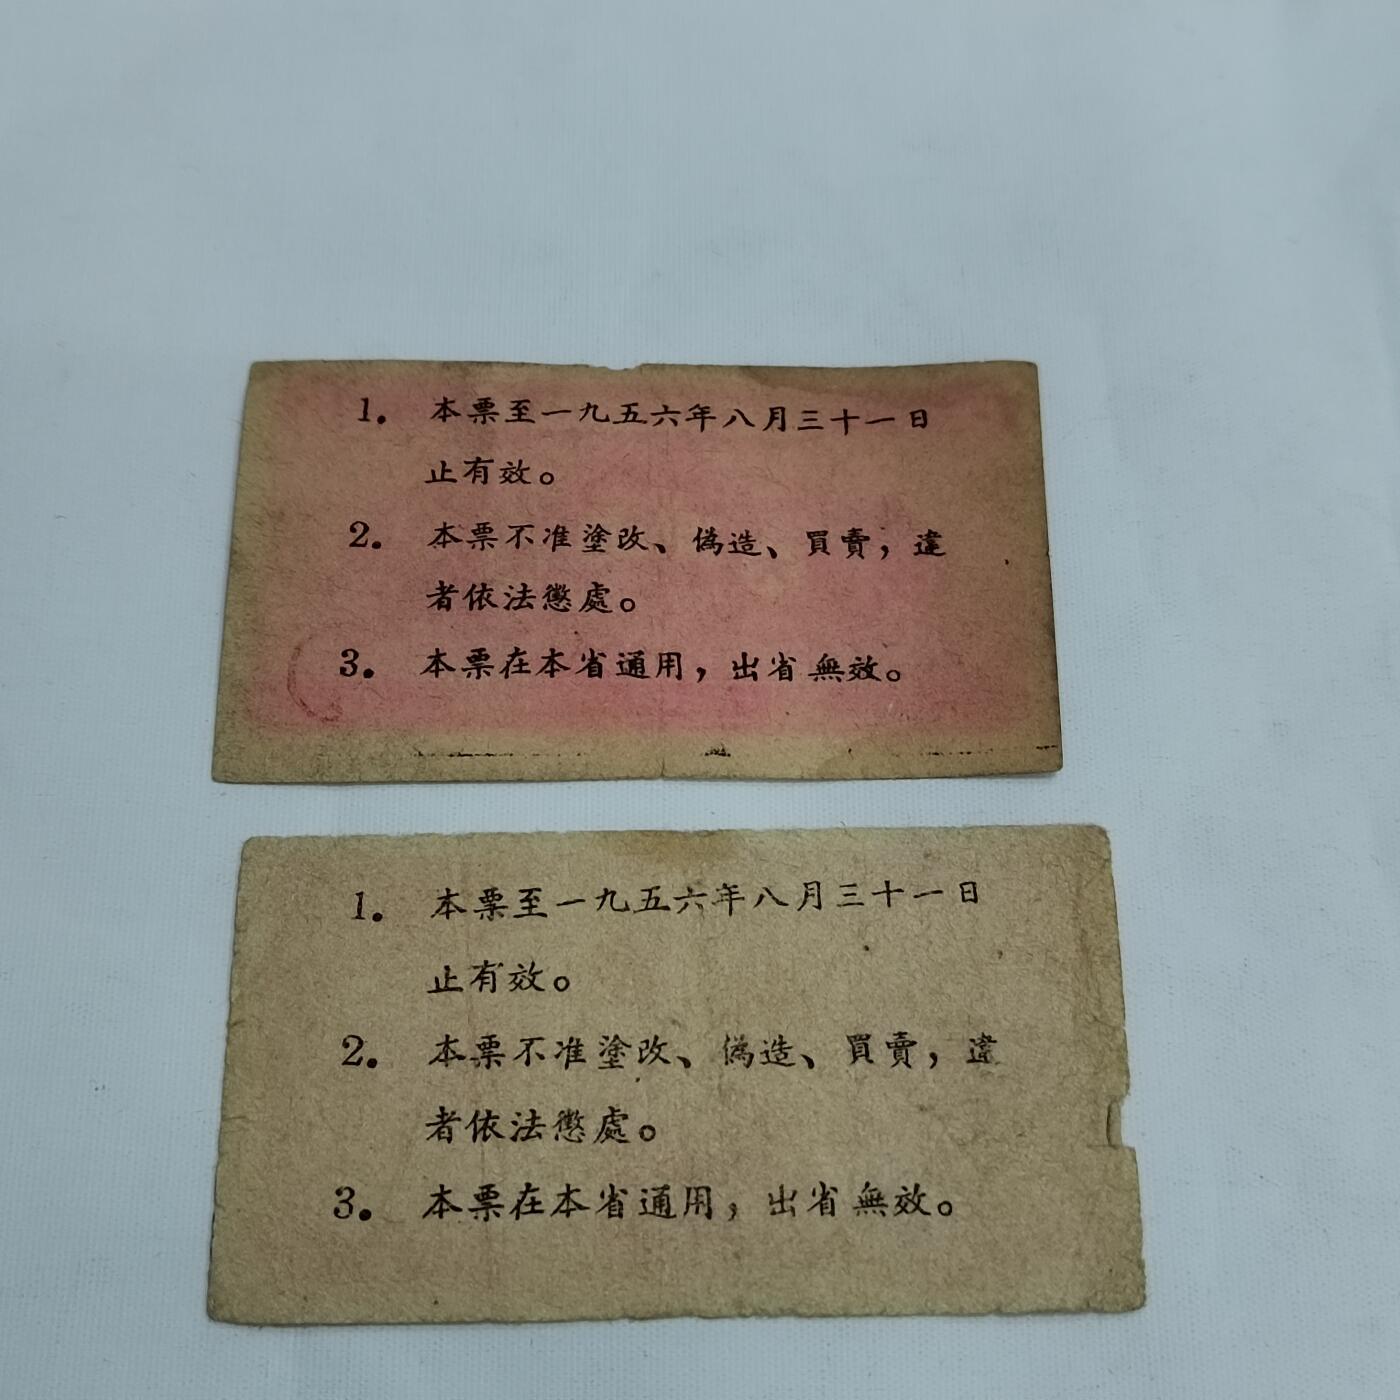 1. 本票至一九五六年八月三十一日
止有效。
2. 本票不准塗改、偽造、買賣，違
者依法懲處。
3. 本票在本省通用，出省無效。
1. 本票至一九五六年八月三十一日
止有效。
2. 本票不准塗改、偽造、買賣，違
者依法懲處。
3. 本票在本省通用，出省無效。